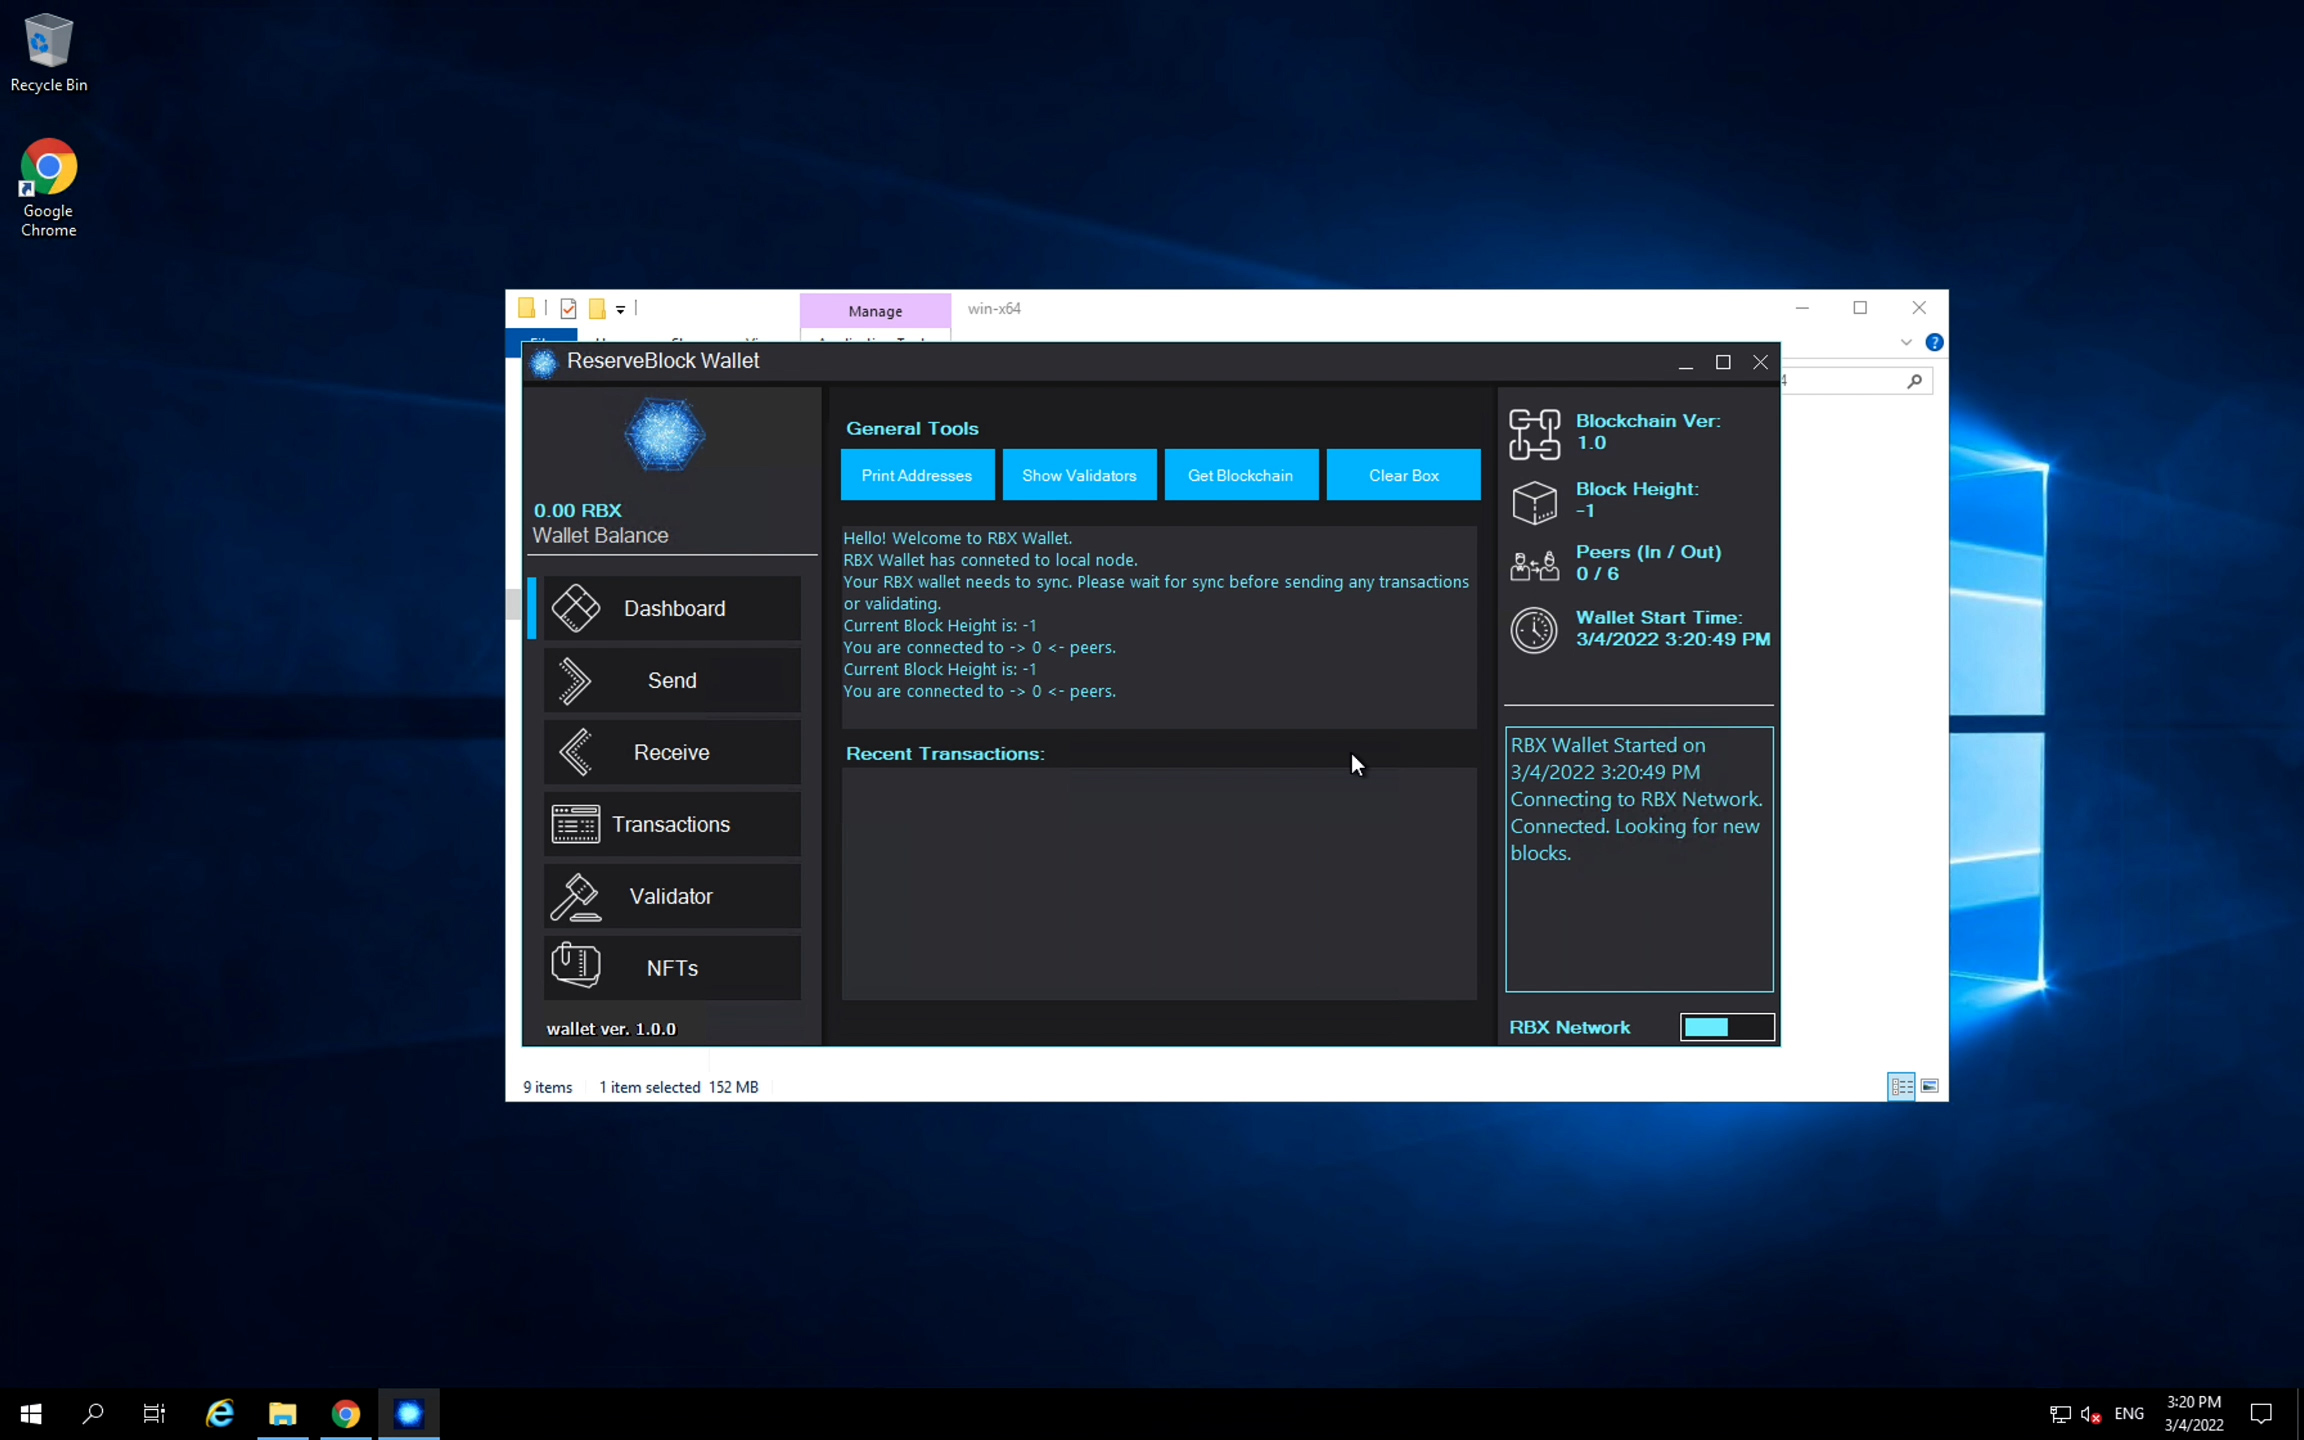 Recycle Bin
Google
Chrome
Manage
win-x64
ReserveBlock Wallet
0.00 RBX
Wallet Balance
Dashboard
Send
Receive
Transactions
Validator
NFTs
wallet ver. 1.0.0
General Tools
Print Addresses
Show Validators
Get Blockchain
Clear Box
Hello! Welcome to RBX Wallet.
RBX Wallet has conneted to local node.
Your RBX wallet needs to sync. Please wait for sync before sending any transactions
or validating.
Current Block Height is: -1
You are connected to -> 0 <- peers.
Current Block Height is: -1
You are connected to -> 0 <- peers.
Recent Transactions:
Blockchain Ver:
1.0
Block Height:
-1
Peers (In / Out)
0 / 6
Wallet Start Time:
3/4/2022 3:20:49 PM
RBX Wallet Started on
3/4/2022 3:20:49 PM
Connecting to RBX Network.
Connected. Looking for new
blocks.
RBX Network
9 items
1 item selected 152 MB
ENG
3:20 PM
3/4/2022